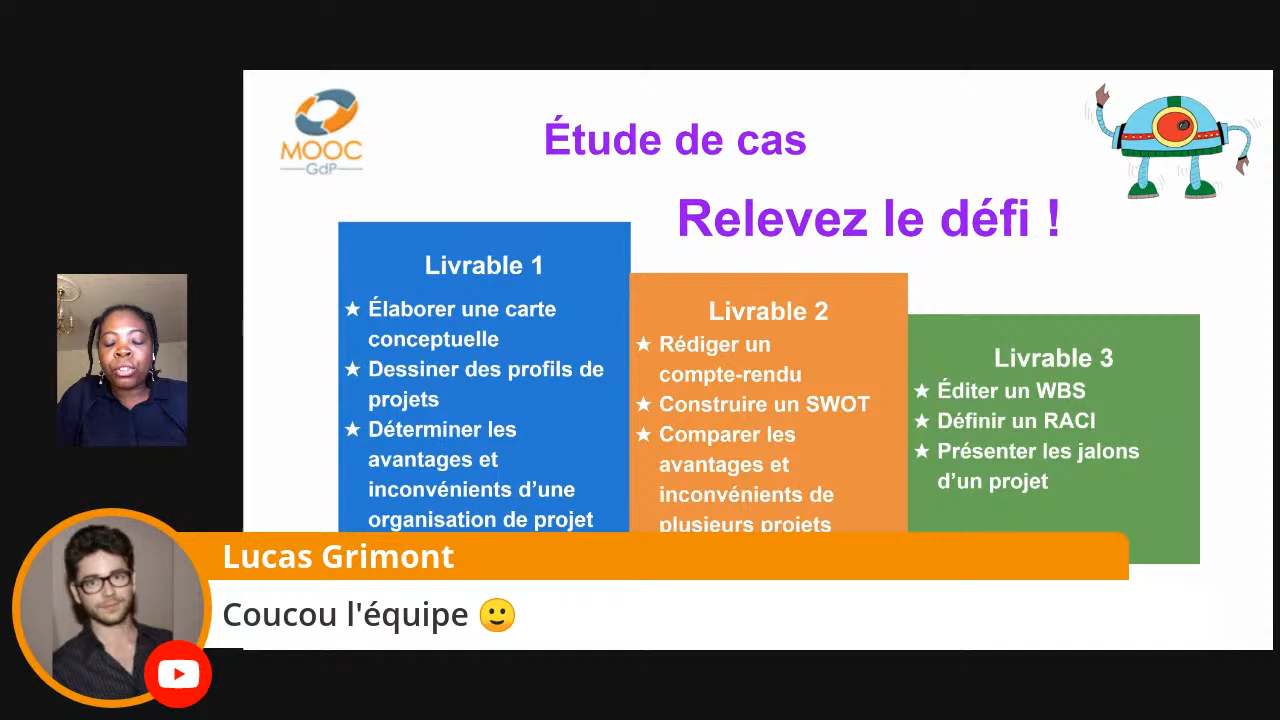 MOOC
GdP
Étude de cas
Relevez le défi !
Livrable 1
★ Élaborer une carte
conceptuelle
★ Dessiner des profils de
projets
★ Déterminer les
avantages et
inconvénients d'une
organisation de projet
Livrable 2
★ Rédiger un
compte-rendu
★ Construire un SWOT
★ Comparer les
avantages et
inconvénients de
plusieurs projets
Livrable 3
★ Éditer un WBS
★ Définir un RACI
★ Présenter les jalons
d'un projet
Lucas Grimont
Coucou l'équipe 🙂